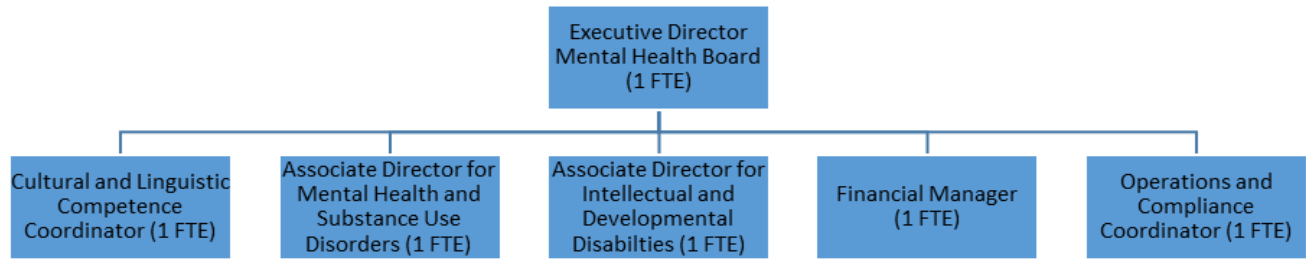 Executive Director
Mental Health Board
(1 FTE)
Cultural and Linguistic
Competence
Coordinator (1 FTE)
Associate Director for
Mental Health and
Substance Use
Disorders (1 FTE)
Associate Director for
Intellectual and
Developmental
Disabilties (1 FTE)
Financial Manager
(1 FTE)
Operations and
Compliance
Coordinator (1 FTE)